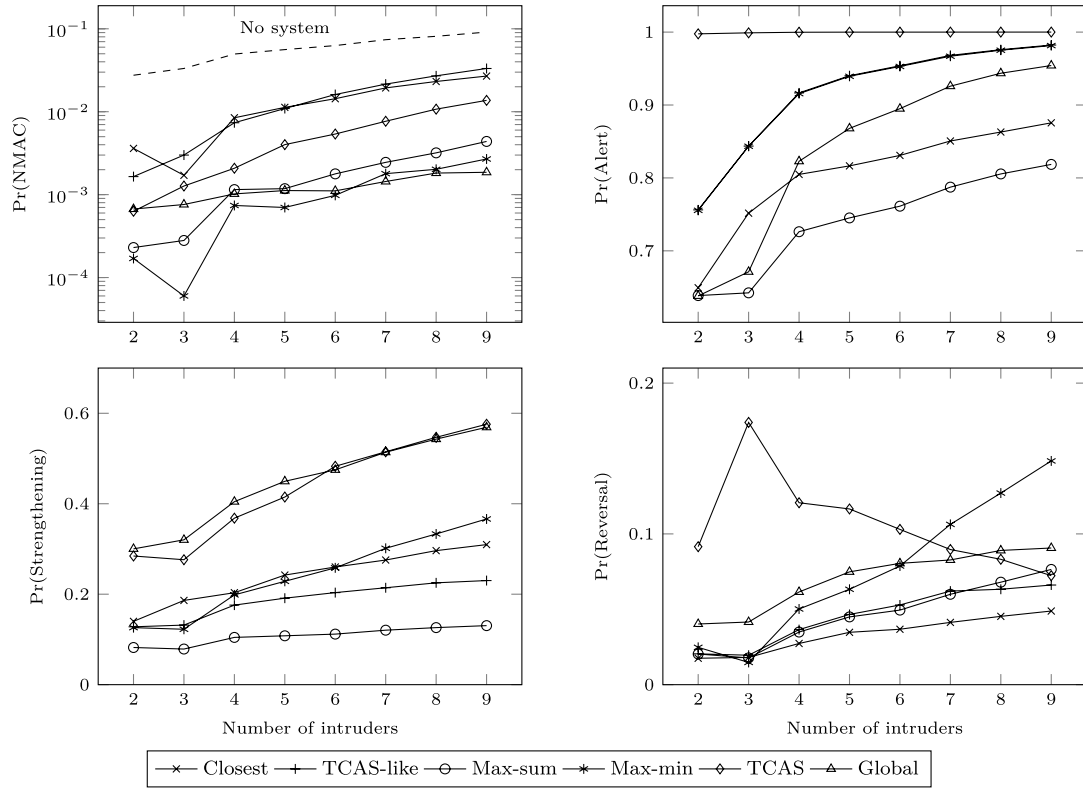 No system
Pr(NMAC)
10−1
10−2
10−3
10−4
2 3 4 5 6 7 8 9
Pr(Alert)
1
0.9
0.8
0.7
2 3 4 5 6 7 8 9
Pr(Strengthening)
0.6
0.4
0.2
0
2 3 4 5 6 7 8 9
Number of intruders
Pr(Reversal)
0.2
0.1
0
2 3 4 5 6 7 8 9
Number of intruders
Closest TCAS-like Max-sum Max-min TCAS Global